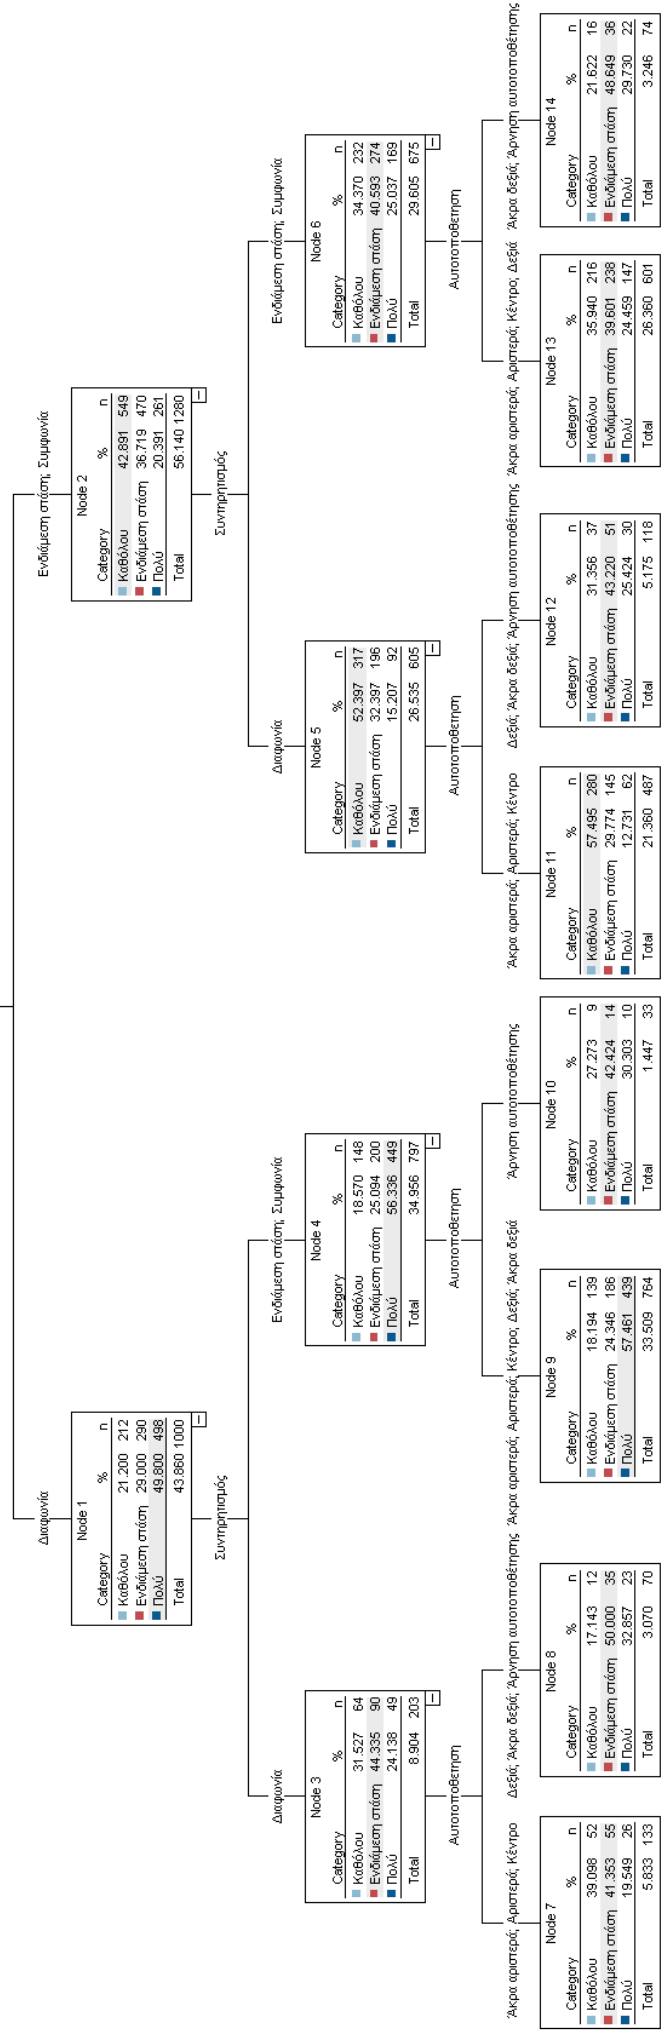 Διαφωνία
Ενδιάμεση στάση; Συμφωνία
Node 1
Category % n
Καθόλου 21.200 212
Ενδιάμεση στάση 29.000 290
Πολύ 49.800 498
Total 43.860 1000
Συντηρητισμός
Node 2
Category % n
Καθόλου 42.891 549
Ενδιάμεση στάση 36.719 470
Πολύ 20.391 261
Total 56.140 1280
Συντηρητισμός
Διαφωνία
Ενδιάμεση στάση; Συμφωνία
Διαφωνία
Ενδιάμεση στάση; Συμφωνία
Node 3
Category % n
Καθόλου 31.527 64
Ενδιάμεση στάση 44.335 90
Πολύ 24.138 49
Total 8.904 203
Αυτοτοποθετηση
Node 4
Category % n
Καθόλου 18.570 148
Ενδιάμεση στάση 25.094 200
Πολύ 56.336 449
Total 34.956 797
Αυτοτοποθετηση
Node 5
Category % n
Καθόλου 52.397 317
Ενδιάμεση στάση 32.397 196
Πολύ 15.207 92
Total 26.535 605
Αυτοτοποθετηση
Node 6
Category % n
Καθόλου 34.370 232
Ενδιάμεση στάση 40.593 274
Πολύ 25.037 169
Total 29.605 675
Αυτοτοποθετηση
Άκρα αριστερά; Αριστερά; Κέντρο
Δεξιά; Άκρα δεξιά; Άρνηση αυτοτοποθέτησης
Άκρα αριστερά; Αριστερά; Κέντρο; Δεξιά; Άκρα δεξιά
Άρνηση αυτοτοποθέτησης
Άκρα αριστερά; Αριστερά; Κέντρο
Δεξιά; Άκρα δεξιά; Άρνηση αυτοτοποθέτησης
Άκρα αριστερά; Αριστερά; Κέντρο; Δεξιά
Άκρα δεξιά; Άρνηση αυτοτοποθέτησης
Node 7
Category % n
Καθόλου 39.098 52
Ενδιάμεση στάση 41.353 55
Πολύ 19.549 26
Total 5.833 133
Node 8
Category % n
Καθόλου 17.143 12
Ενδιάμεση στάση 50.000 35
Πολύ 32.857 23
Total 3.070 70
Node 9
Category % n
Καθόλου 18.194 139
Ενδιάμεση στάση 24.346 186
Πολύ 57.461 439
Total 33.509 764
Node 10
Category % n
Καθόλου 27.273 9
Ενδιάμεση στάση 42.424 14
Πολύ 30.303 10
Total 1.447 33
Node 11
Category % n
Καθόλου 57.495 280
Ενδιάμεση στάση 29.774 145
Πολύ 12.731 62
Total 21.360 487
Node 12
Category % n
Καθόλου 31.356 37
Ενδιάμεση στάση 43.220 51
Πολύ 25.424 30
Total 5.175 118
Node 13
Category % n
Καθόλου 35.940 216
Ενδιάμεση στάση 39.601 238
Πολύ 24.459 147
Total 26.360 601
Node 14
Category % n
Καθόλου 21.622 16
Ενδιάμεση στάση 48.649 36
Πολύ 29.730 22
Total 3.246 74